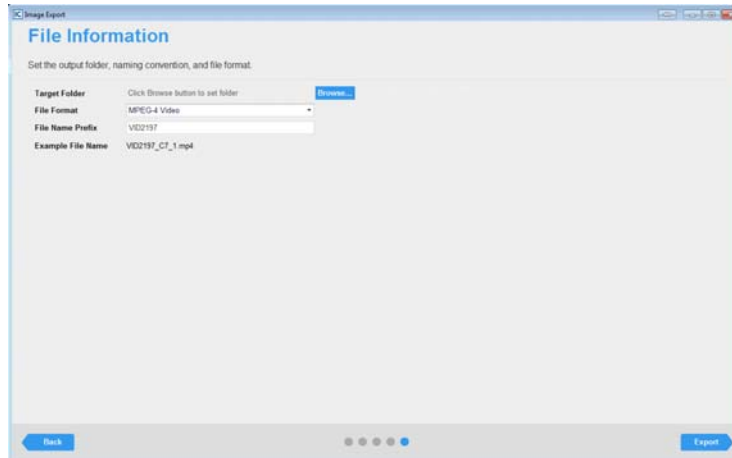 Image Export
File Information
Set the output folder, naming convention, and file format.
Target Folder Click Browse button to set folder Browse...
File Format MPEG-4 Video
File Name Prefix VID2197
Example File Name VID2197_C7_1.mp4
Back Export